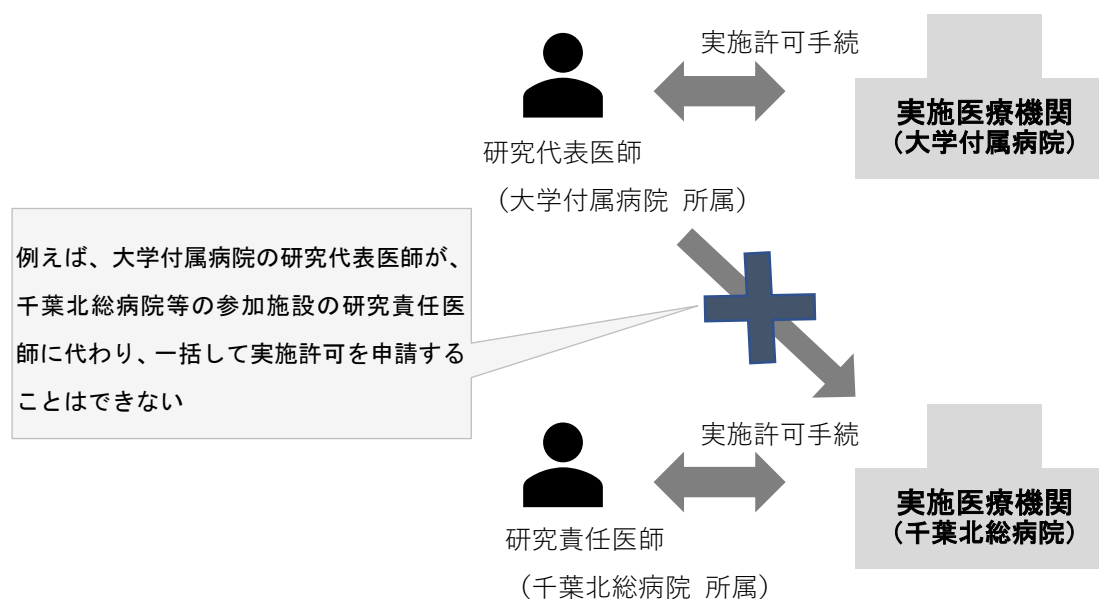 実施許可手続
実施医療機関
(大学付属病院)
研究代表医師
(大学付属病院 所属)
例えば、大学付属病院の研究代表医師が、
千葉北総病院等の参加施設の研究責任医
師に代わり、一括して実施許可を申請する
ことはできない
実施許可手続
実施医療機関
(千葉北総病院)
研究責任医師
(千葉北総病院 所属)